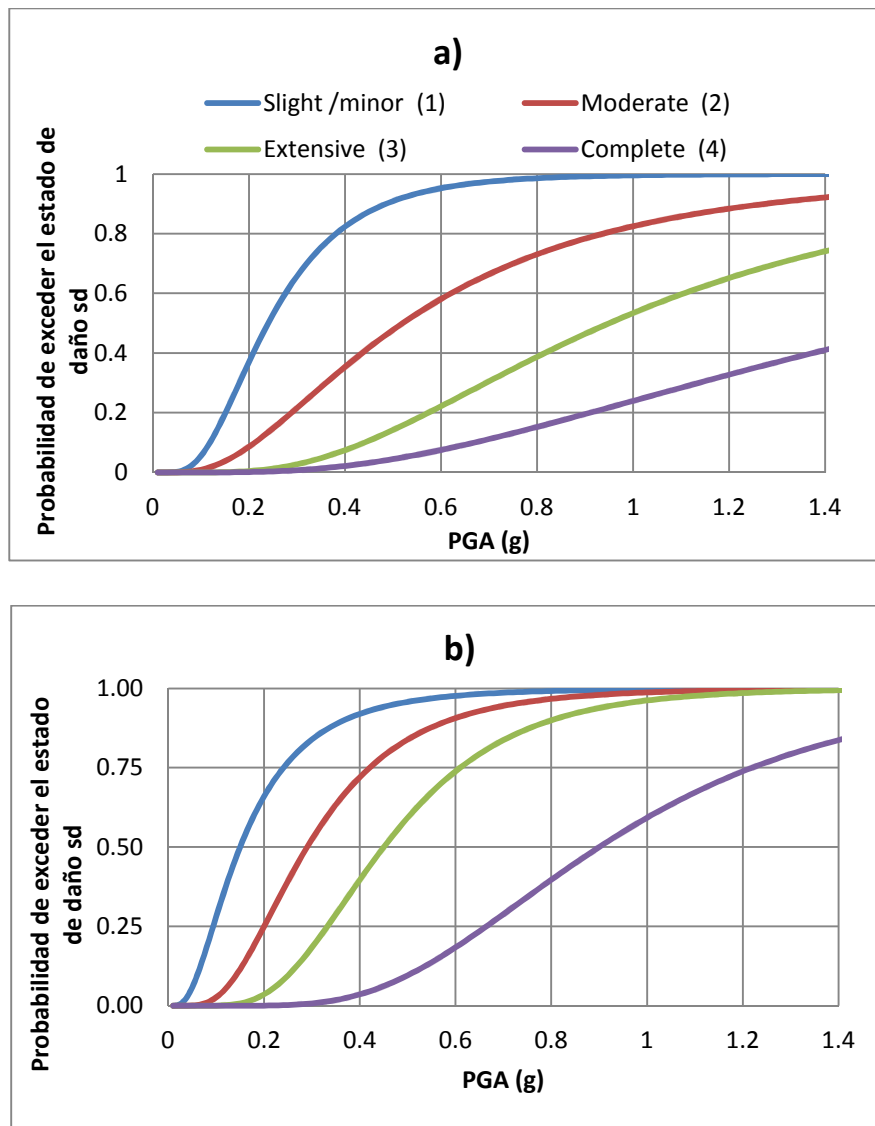 a)
Slight /minor (1)
Moderate (2)
Extensive (3)
Complete (4)
Probabilidad de exceder el estado de
daño sd
1
0.8
0.6
0.4
0.2
0
0 0.2 0.4 0.6 0.8 1 1.2 1.4
PGA (g)
b)
Probabilidad de exceder el estado
de daño sd
1.00
0.75
0.50
0.25
0.00
0 0.2 0.4 0.6 0.8 1 1.2 1.4
PGA (g)